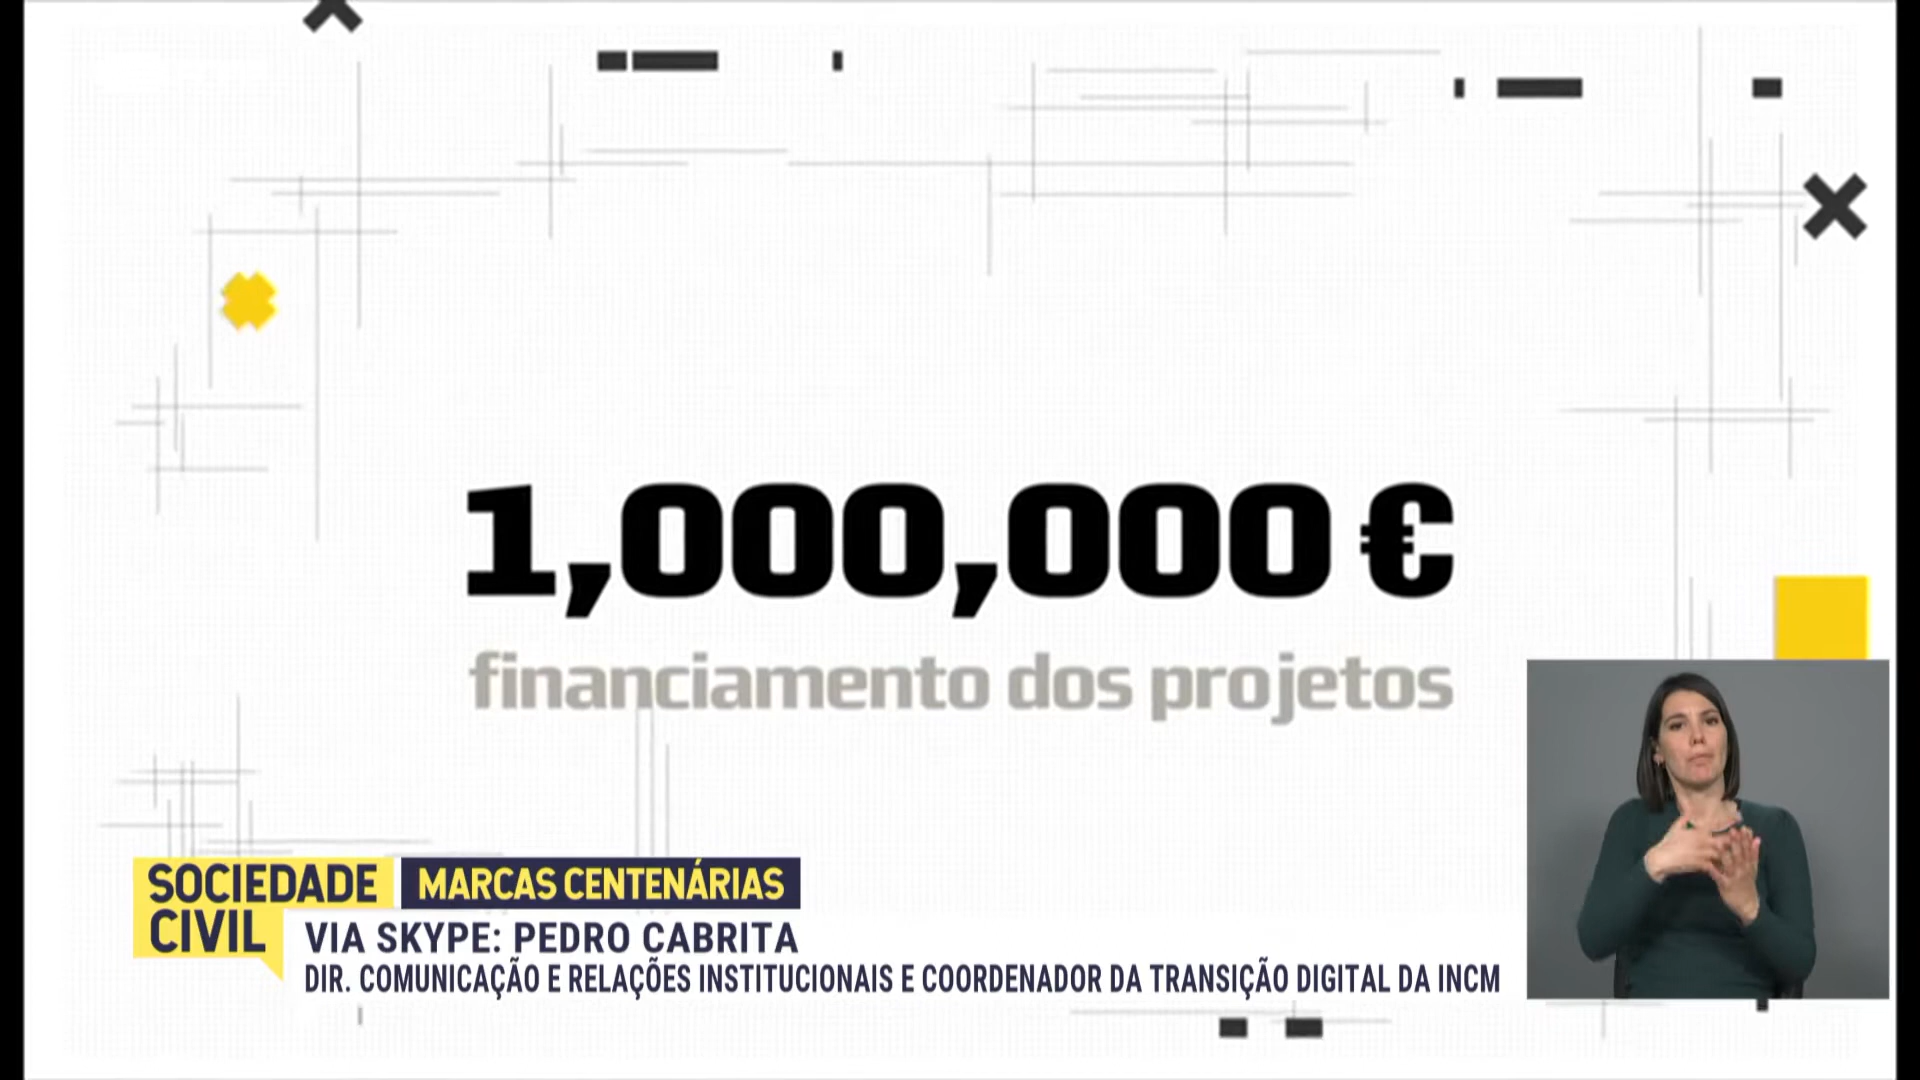 1,000,000 €
financiamento dos projetos
SOCIEDADE
CIVIL
MARCAS CENTENÁRIAS
VIA SKYPE: PEDRO CABRITA
DIR. COMUNICAÇÃO E RELAÇÕES INSTITUCIONAIS E COORDENADOR DA TRANSIÇÃO DIGITAL DA INCM